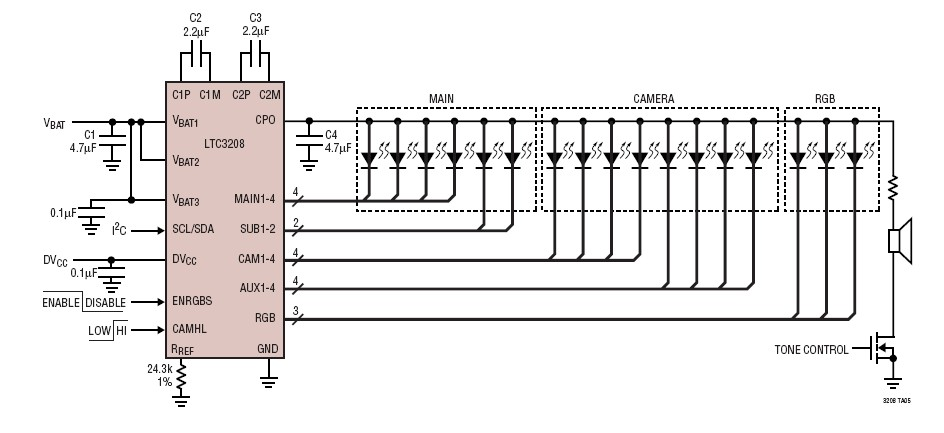 C2
2.2µF
C3
2.2µF
C1P C1M C2P C2M
MAIN
CAMERA
RGB
VBAT
VBAT1
CPO
C1
4.7µF
LTC3208
C4
4.7µF
VBAT2
VBAT3
MAIN1-4
4
0.1µF
I2C
SCL/SDA
SUB1-2
2
DVCC
DVCC
CAM1-4
4
0.1µF
AUX1-4
4
ENABLE DISABLE
ENRGBS
RGB
3
LOW HI
CAMHL
RREF
GND
TONE CONTROL
24.3k
1%
3208 TA05